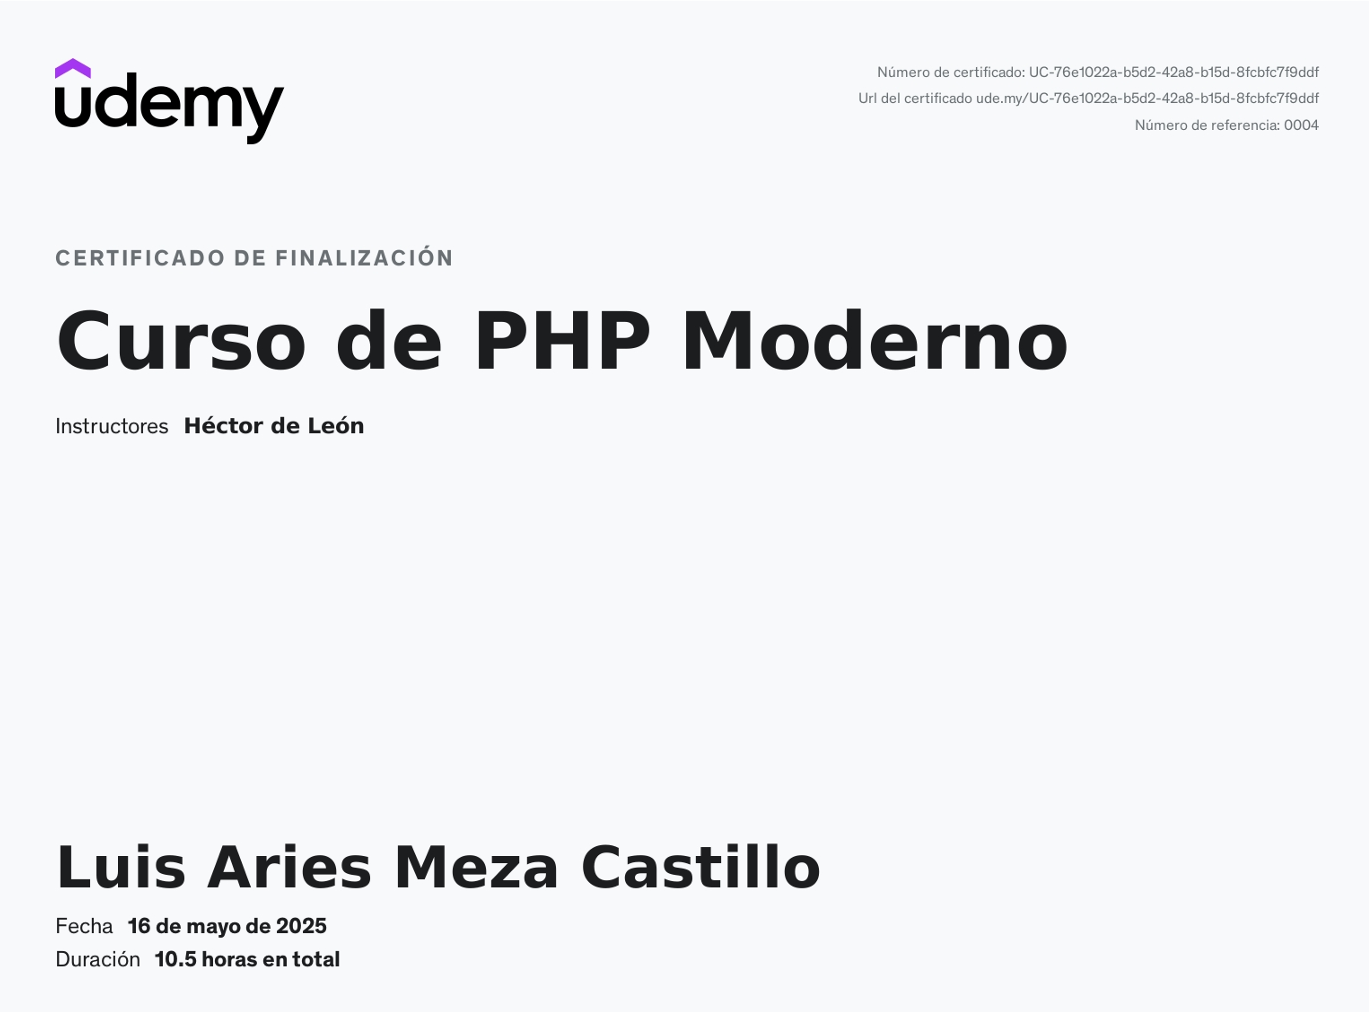 udemy
Número de certificado: UC-76e1022a-b5d2-42a8-b15d-8fcbfc7f9ddf
Url del certificado ude.my/UC-76e1022a-b5d2-42a8-b15d-8fcbfc7f9ddf
Número de referencia: 0004
CERTIFICADO DE FINALIZACIÓN
Curso de PHP Moderno
Instructores Héctor de León
Luis Aries Meza Castillo
Fecha 16 de mayo de 2025
Duración 10.5 horas en total